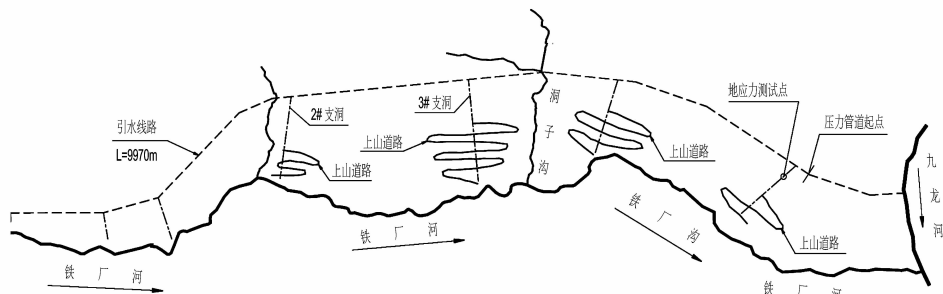 引水线路
L=9970m
2#支洞
上山道路
3#支洞
上山道路
洞子沟
上山道路
地应力测试点
压力管道起点
上山道路
九龙河
铁厂河
铁厂河
铁厂沟
铁厂河